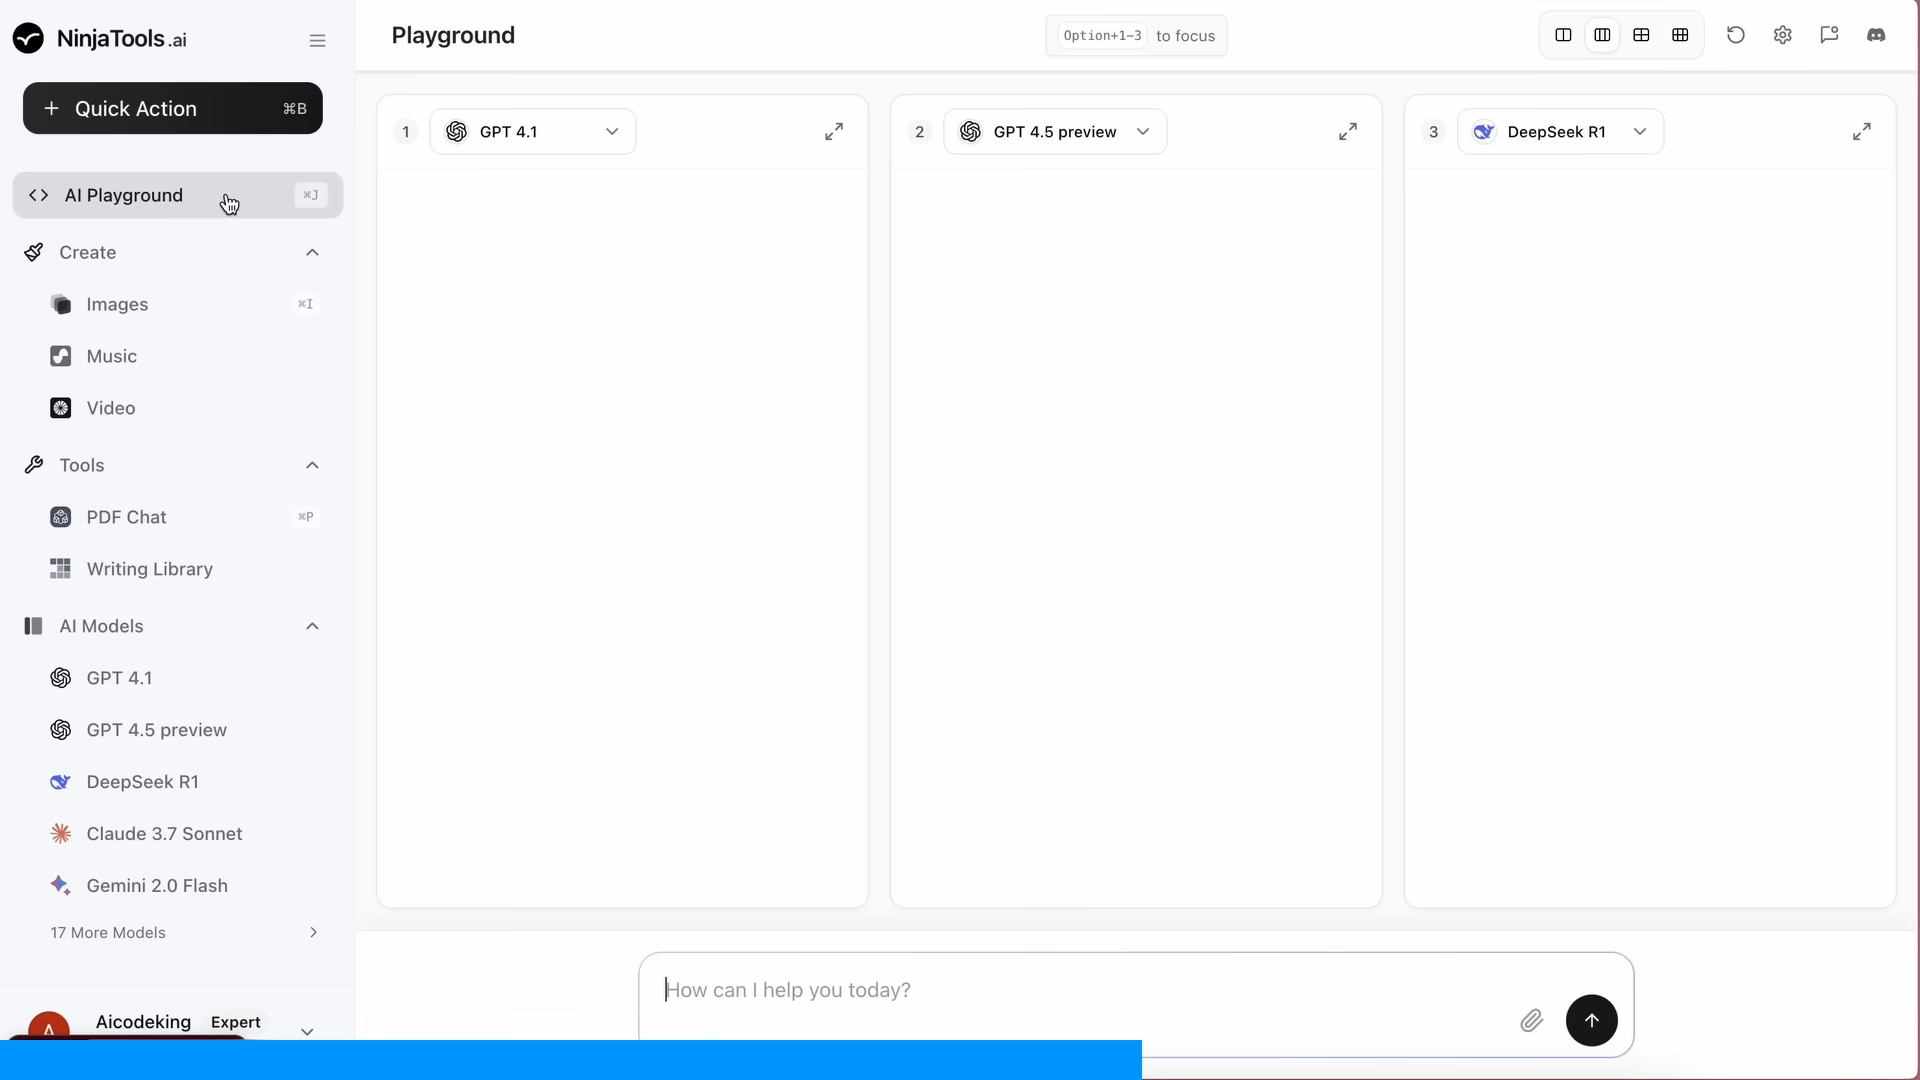 NinjaTools.ai
Quick Action ⌘B
AI Playground ⌘J
Create
Images ⌘I
Music
Video
Tools
PDF Chat ⌘P
Writing Library
AI Models
GPT 4.1
GPT 4.5 preview
DeepSeek R1
Claude 3.7 Sonnet
Gemini 2.0 Flash
17 More Models
A Aicodeking Expert
Playground
Option+1-3 to focus
1 GPT 4.1
2 GPT 4.5 preview
3 DeepSeek R1
How can I help you today?